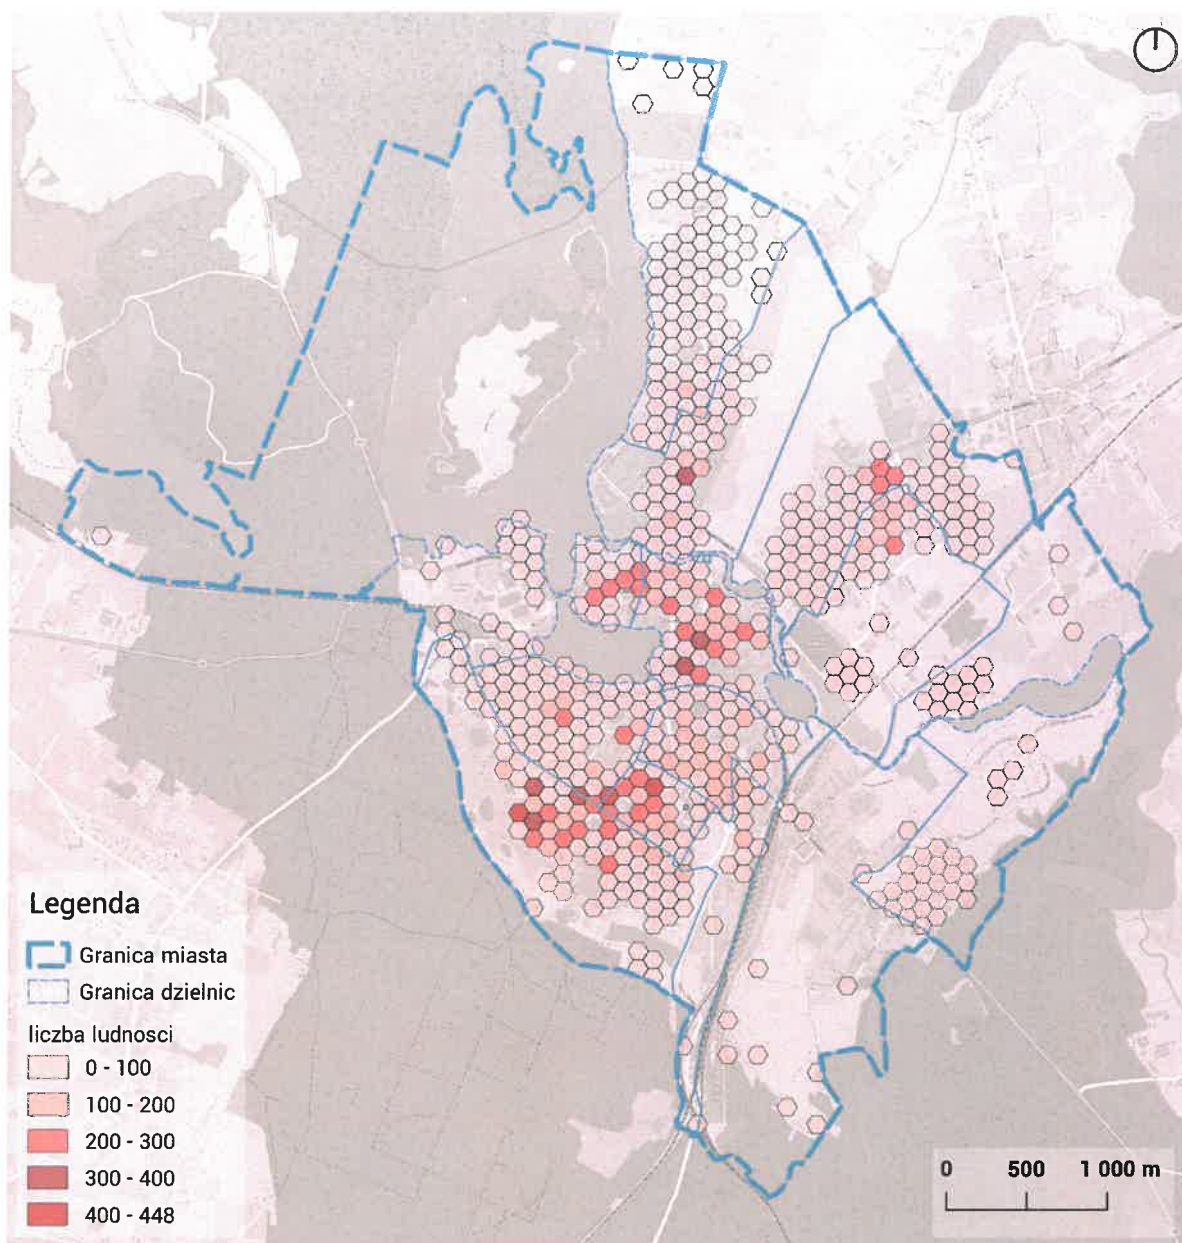 Legenda
Granica miasta
Granica dzielnic
liczba ludnosci
0 - 100
100 - 200
200 - 300
300 - 400
400 - 448
0 500 1 000 m